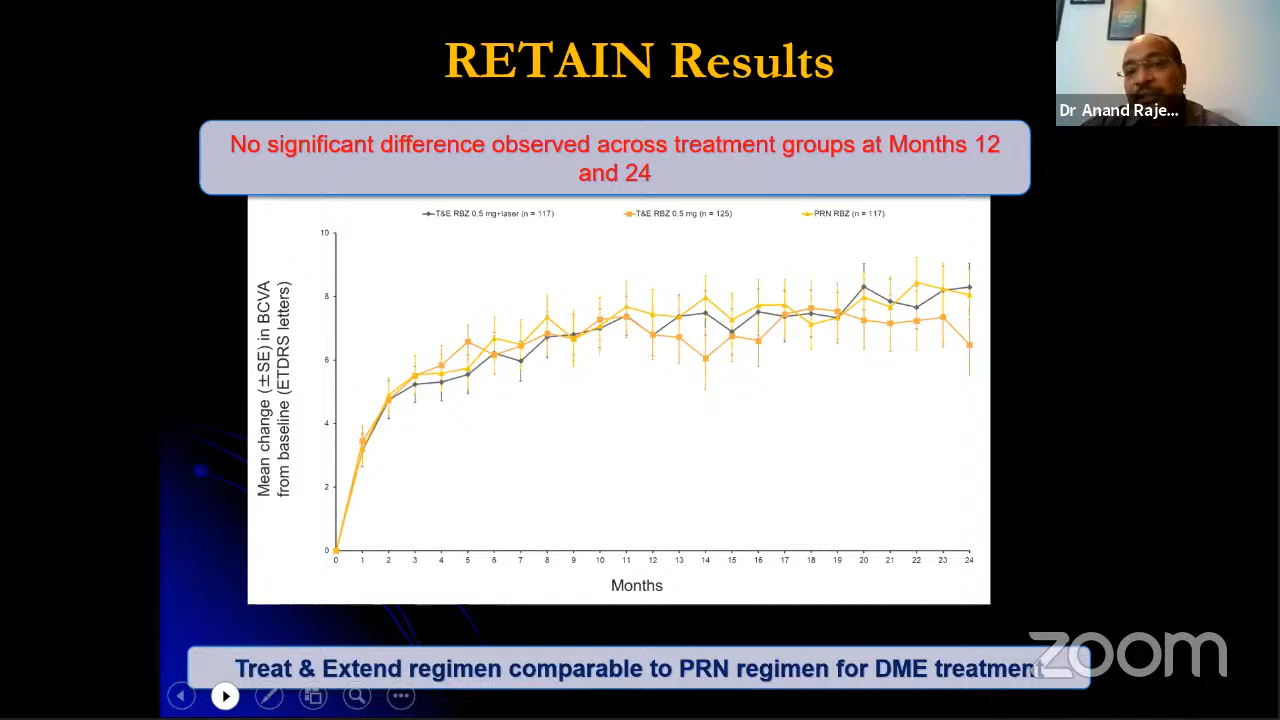 RETAIN Results
Dr Anand Raje...
No significant difference observed across treatment groups at Months 12
and 24
T&E RBZ 0,5 mg+laser (n = 117)
T&E RBZ 0.5 mg (n = 125)
PRN RBZ (n = 117)
Mean change (±SE) in BCVA
from baseline (ETDRS letters)
10
8
6
4
2
0
0 1 2 3 4 5 6 7 8 9 10 11 12 13 14 15 16 17 18 19 20 21 22 23 24
Months
Treat & Extend regimen comparable to PRN regimen for DME treatment
zoom